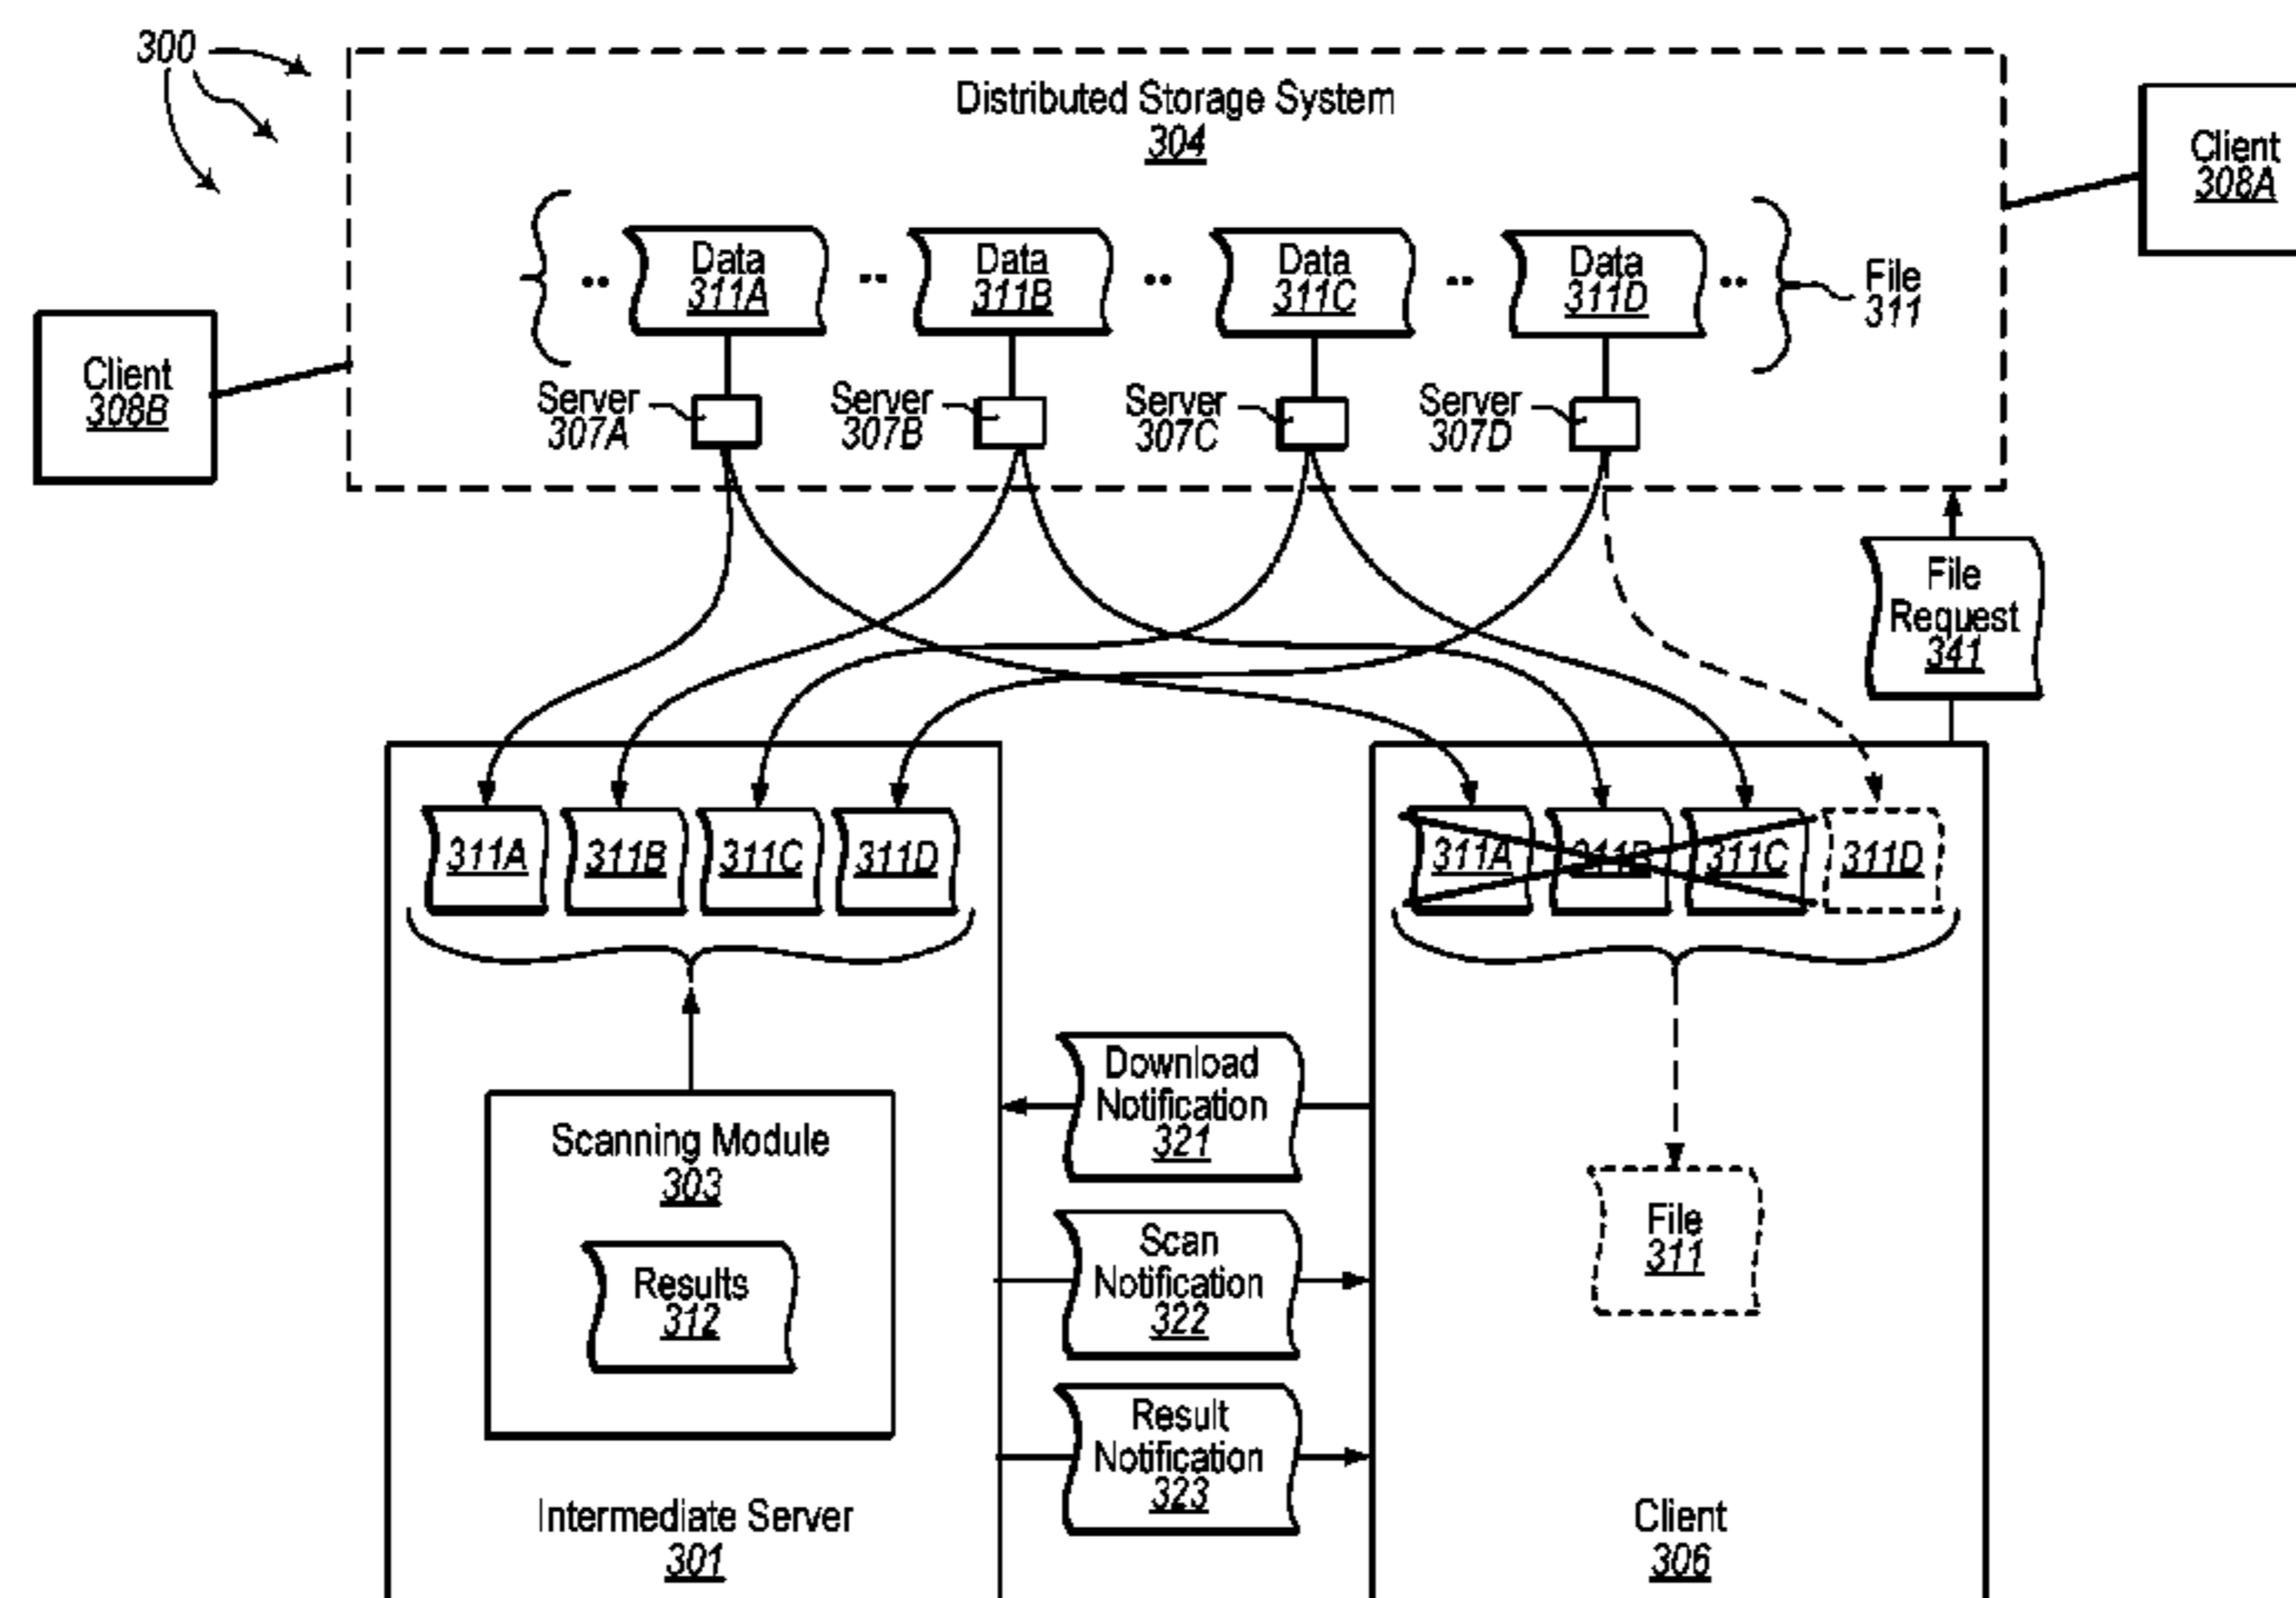 300
Distributed Storage System
304
Client
308A
Data
311A
Data
311B
Data
311C
Data
311D
File
311
Client
308B
Server
307A
Server
307B
Server
307C
Server
307D
File
Request
341
311A
311B
311C
311D
311A
311B
311C
311D
Download
Notification
321
Scanning Module
303
Scan
Notification
322
File
311
Results
312
Result
Notification
323
Intermediate Server
301
Client
306